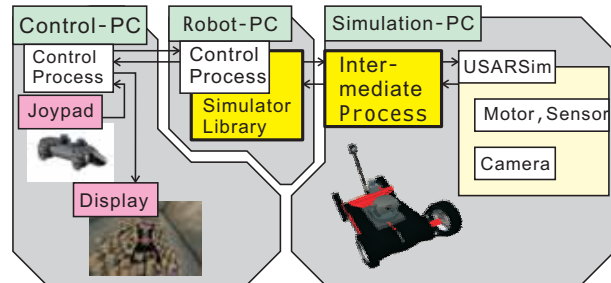 Control-PC
Control
Process
Joypad
Display
Robot-PC
Control
Process
Simulator
Library
Simulation-PC
Inter-
mediate
Process
USARSim
Motor,Sensor
Camera